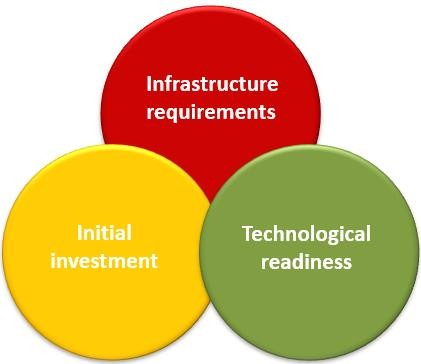 Infrastructure
requirements
Initial
investment
Technological
readiness